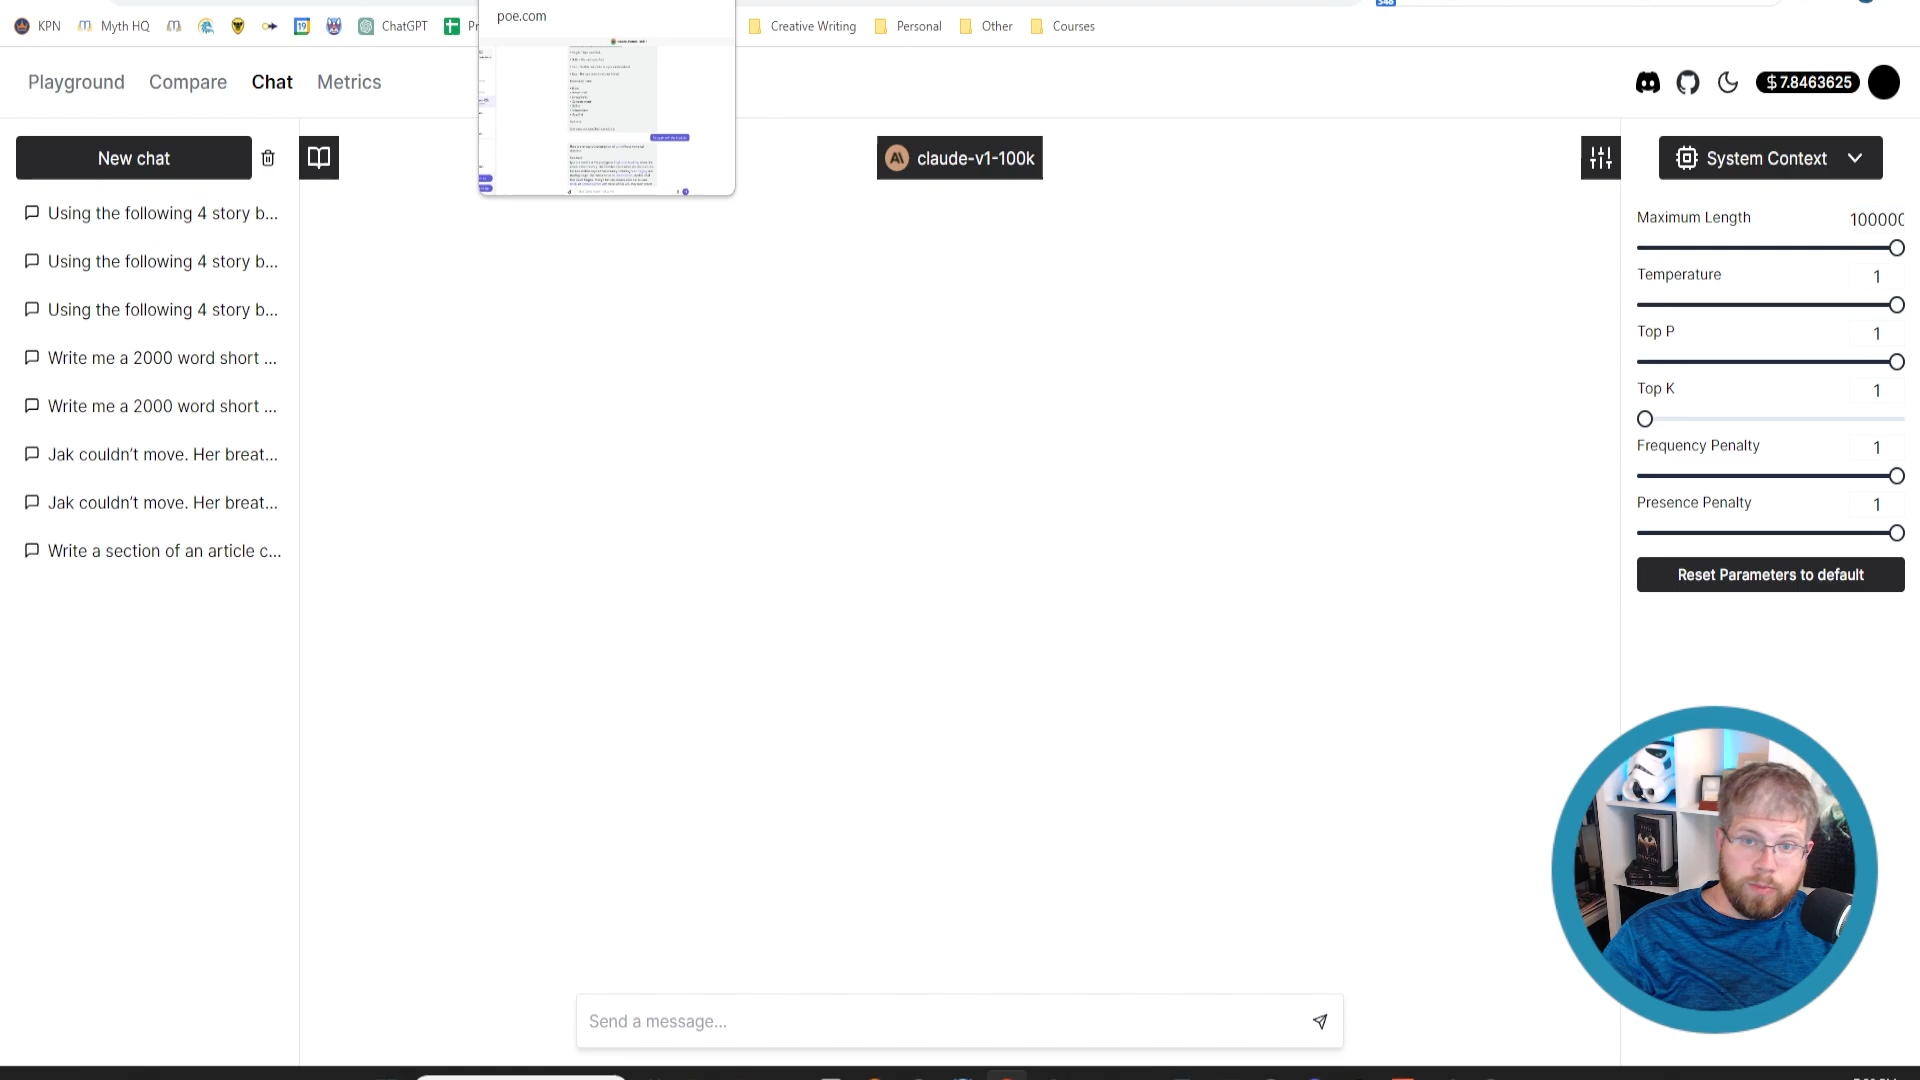 poe.com
KPN
Myth HQ
19
ChatGPT
Creative Writing
Personal
Other
Courses
Playground
Compare
Chat
Metrics
$ 7.8463625
New chat
claude-v1-100k
System Context
Using the following 4 story b...
Using the following 4 story b...
Using the following 4 story b...
Write me a 2000 word short ...
Write me a 2000 word short ...
Jak couldn’t move. Her breat...
Jak couldn’t move. Her breat...
Write a section of an article c...
Maximum Length
100000
Temperature
1
Top P
1
Top K
1
Frequency Penalty
1
Presence Penalty
1
Reset Parameters to default
Send a message...